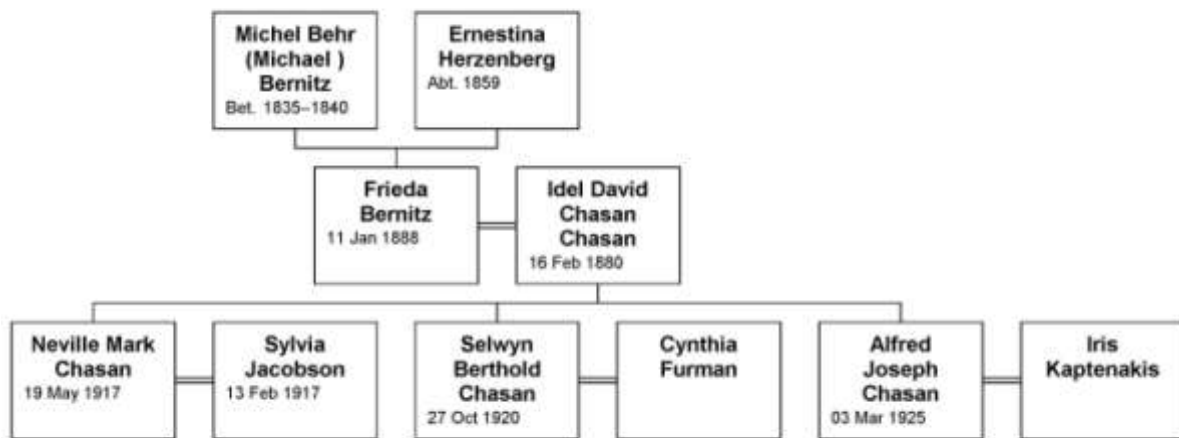 Michel Behr
(Michael )
Bernitz
Bet. 1835–1840
Ernestina
Herzenberg
Abt. 1859
Frieda
Bernitz
11 Jan 1888
Idel David
Chasan
Chasan
16 Feb 1880
Neville Mark
Chasan
19 May 1917
Sylvia
Jacobson
13 Feb 1917
Selwyn
Berthold
Chasan
27 Oct 1920
Cynthia
Furman
Alfred
Joseph
Chasan
03 Mar 1925
Iris
Kaptenakis